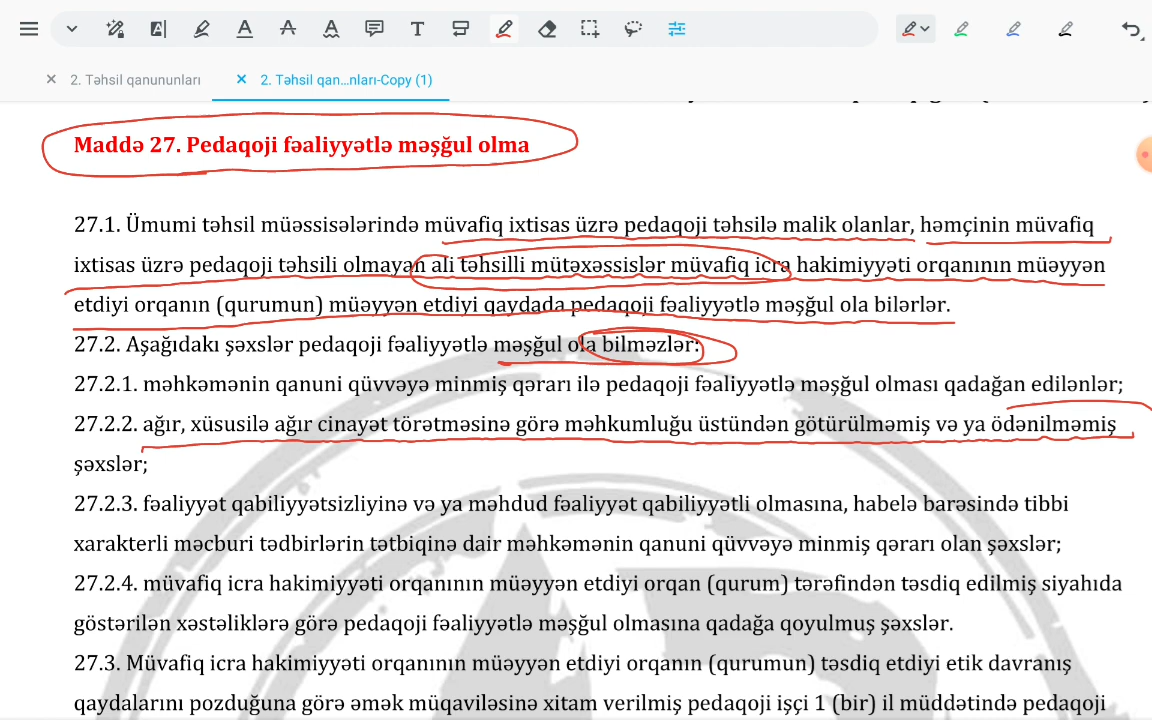 2. Təhsil qanununları
2. Təhsil qan...nları-Copy (1)
Maddə 27. Pedaqoji fəaliyyətlə məşğul olma
27.1. Ümumi təhsil müəssisələrində müvafiq ixtisas üzrə pedaqoji təhsilə malik olanlar, həmçinin müvafiq
ixtisas üzrə pedaqoji təhsili olmayan ali təhsilli mütəxəssislər müvafiq icra hakimiyyəti orqanının müəyyən
etdiyi orqanın (qurumun) müəyyən etdiyi qaydada pedaqoji fəaliyyətlə məşğul ola bilərlər.
27.2. Aşağıdakı şəxslər pedaqoji fəaliyyətlə məşğul ola bilməzlər:
27.2.1. məhkəmənin qanuni qüvvəyə minmiş qərarı ilə pedaqoji fəaliyyətlə məşğul olması qadağan edilənlər;
27.2.2. ağır, xüsusilə ağır cinayət törətməsinə görə məhkumluğu üstündən götürülməmiş və ya ödənilməmiş
şəxslər;
27.2.3. fəaliyyət qabiliyyətsizliyinə və ya məhdud fəaliyyət qabiliyyətli olmasına, habelə barəsində tibbi
xarakterli məcburi tədbirlərin tətbiqinə dair məhkəmənin qanuni qüvvəyə minmiş qərarı olan şəxslər;
27.2.4. müvafiq icra hakimiyyəti orqanının müəyyən etdiyi orqan (qurum) tərəfindən təsdiq edilmiş siyahıda
göstərilən xəstəliklərə görə pedaqoji fəaliyyətlə məşğul olmasına qadağa qoyulmuş şəxslər.
27.3. Müvafiq icra hakimiyyəti orqanının müəyyən etdiyi orqanın (qurumun) təsdiq etdiyi etik davranış
qaydalarını pozduğuna görə əmək müqaviləsinə xitam verilmiş pedaqoji işçi 1 (bir) il müddətində pedaqoji